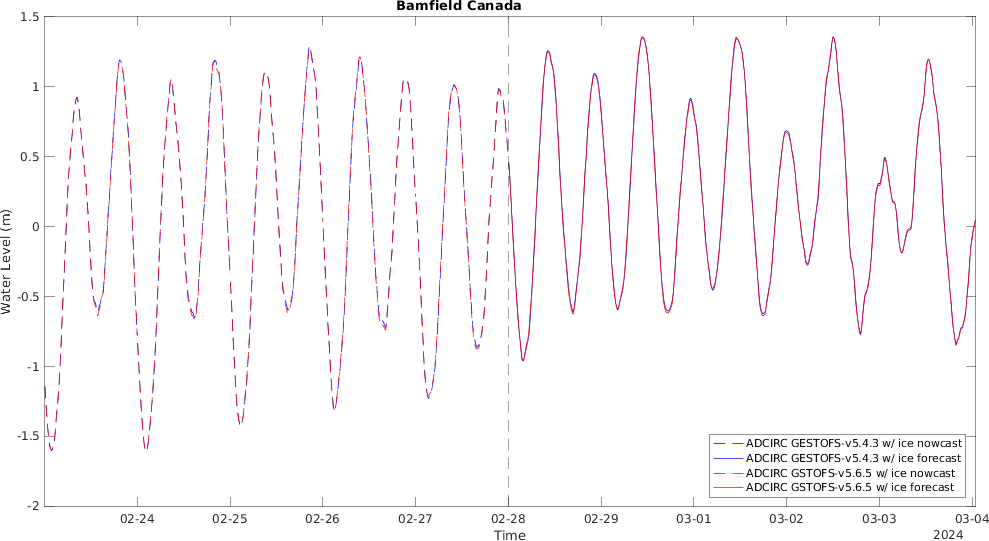 Bamfield Canada
1.5
1
0.5
0
-0.5
-1
-1.5
-2
Water Level (m)
ADCIRC GESTOFS-v5.4.3 w/ ice nowcast
ADCIRC GESTOFS-v5.4.3 w/ ice forecast
ADCIRC GSTOFS-v5.6.5 w/ ice nowcast
ADCIRC GSTOFS-v5.6.5 w/ ice forecast
02-24 02-25 02-26 02-27 02-28 02-29 03-01 03-02 03-03 03-04
Time
2024